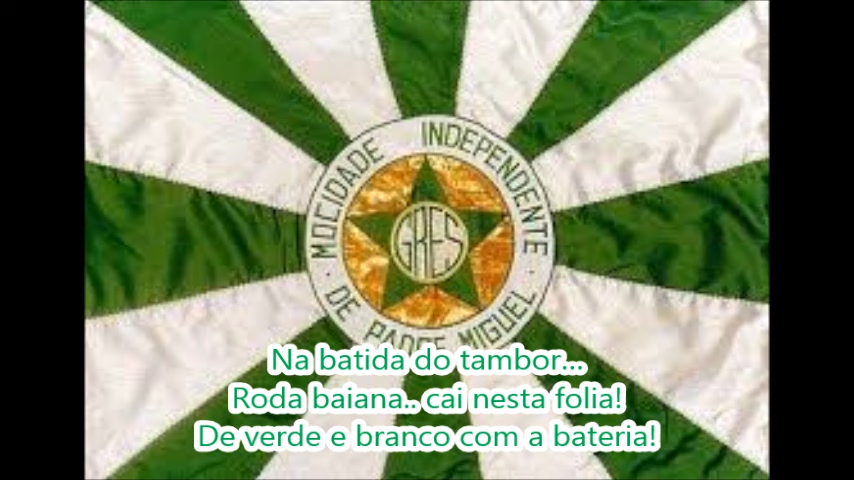 MOCIDADE INDEPENDENTE
GRES
DE PADRE MIGUEL
Na batida do tambor...
Roda baiana.. cai nesta folia!
De verde e branco com a bateria!